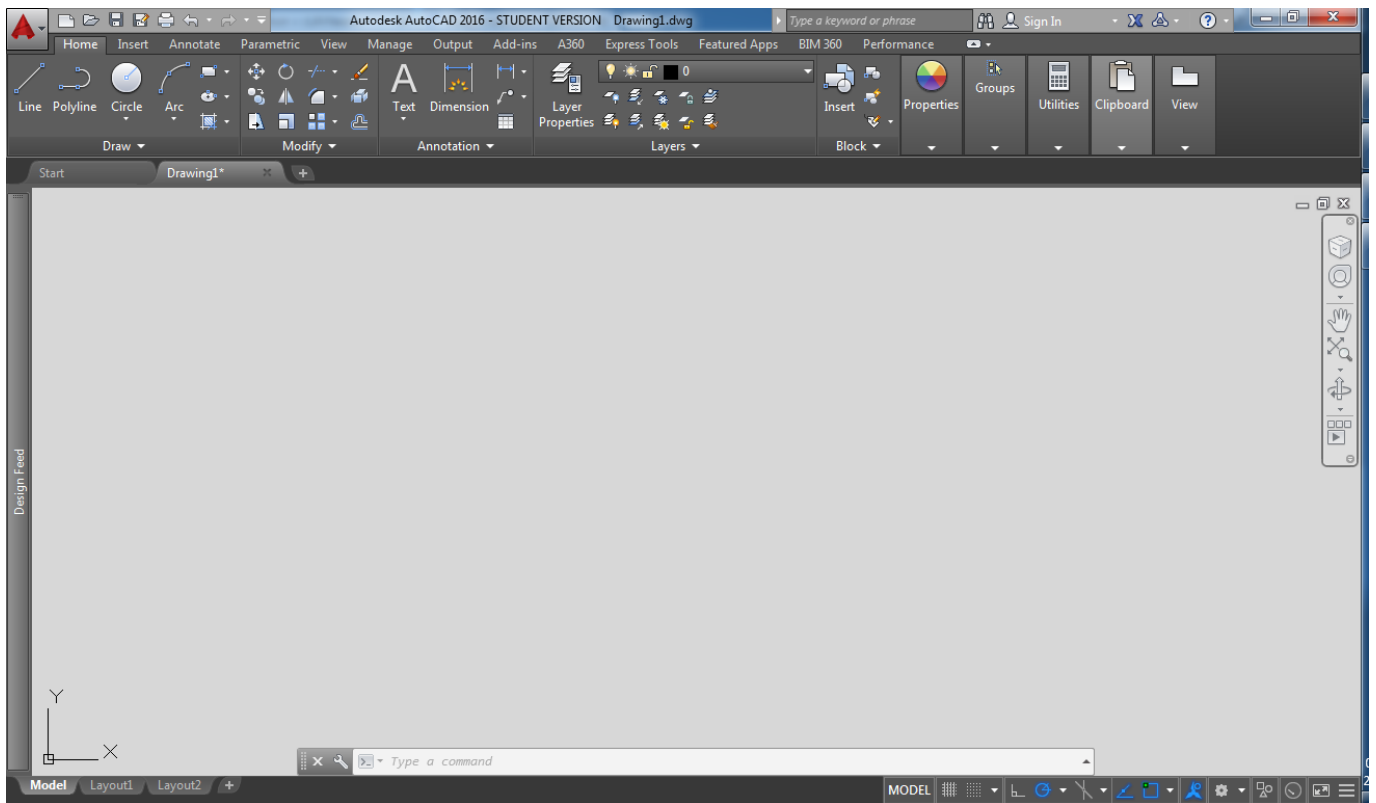 Autodesk AutoCAD 2016 - STUDENT VERSION Drawing1.dwg Type a keyword or phrase Sign In
Home Insert Annotate Parametric View Manage Output Add-ins A360 Express Tools Featured Apps BIM 360 Performance
0
Line Polyline Circle Arc Text Dimension Layer Properties Insert Properties Groups Utilities Clipboard View
Draw Modify Annotation Layers Block
Start Drawing1*
Design Feed
Y
X
Type a command
Model Layout1 Layout2 MODEL